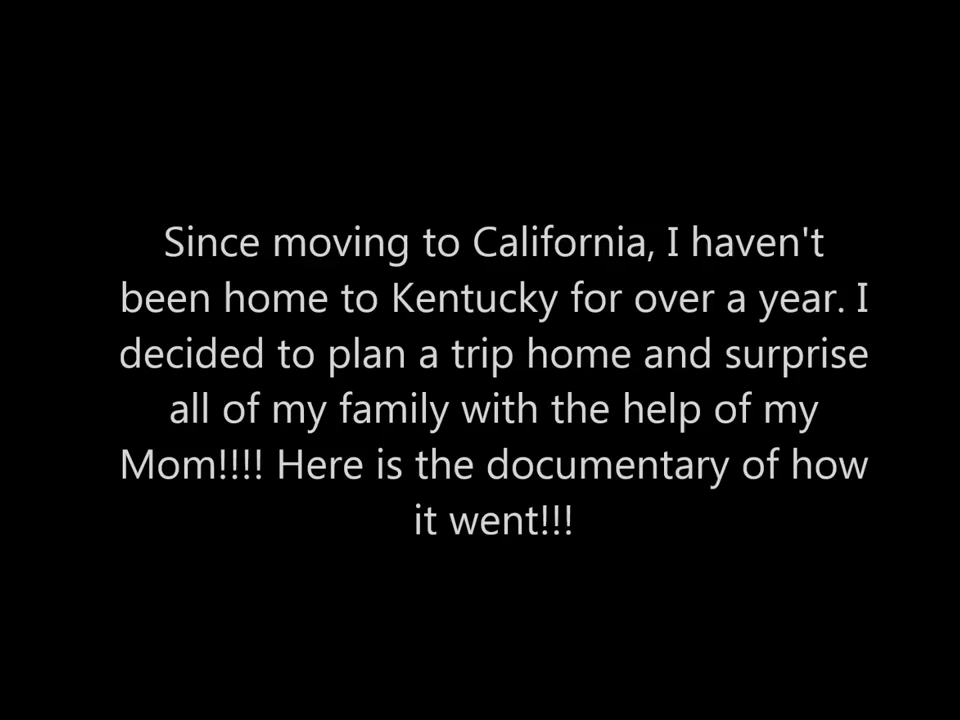 Since moving to California, I haven't
been home to Kentucky for over a year. I
decided to plan a trip home and surprise
all of my family with the help of my
Mom!!!! Here is the documentary of how
it went!!!